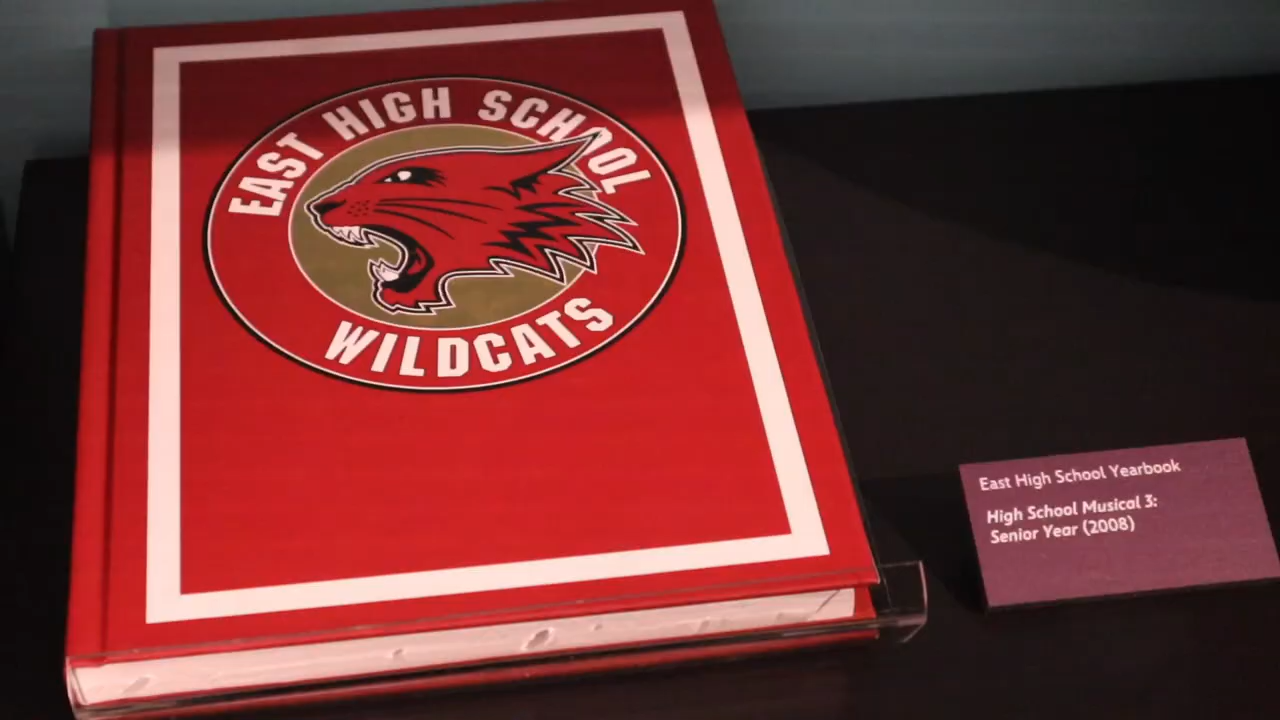 EAST HIGH SCHOOL
WILDCATS
East High School Yearbook
High School Musical 3:
Senior Year (2008)